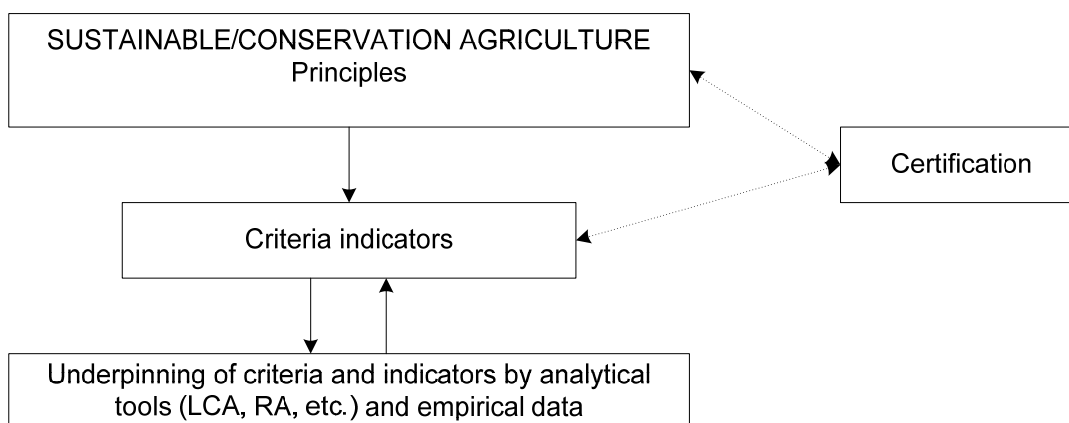 SUSTAINABLE/CONSERVATION AGRICULTURE
Principles
Certification
Criteria indicators
Underpinning of criteria and indicators by analytical
tools (LCA, RA, etc.) and empirical data